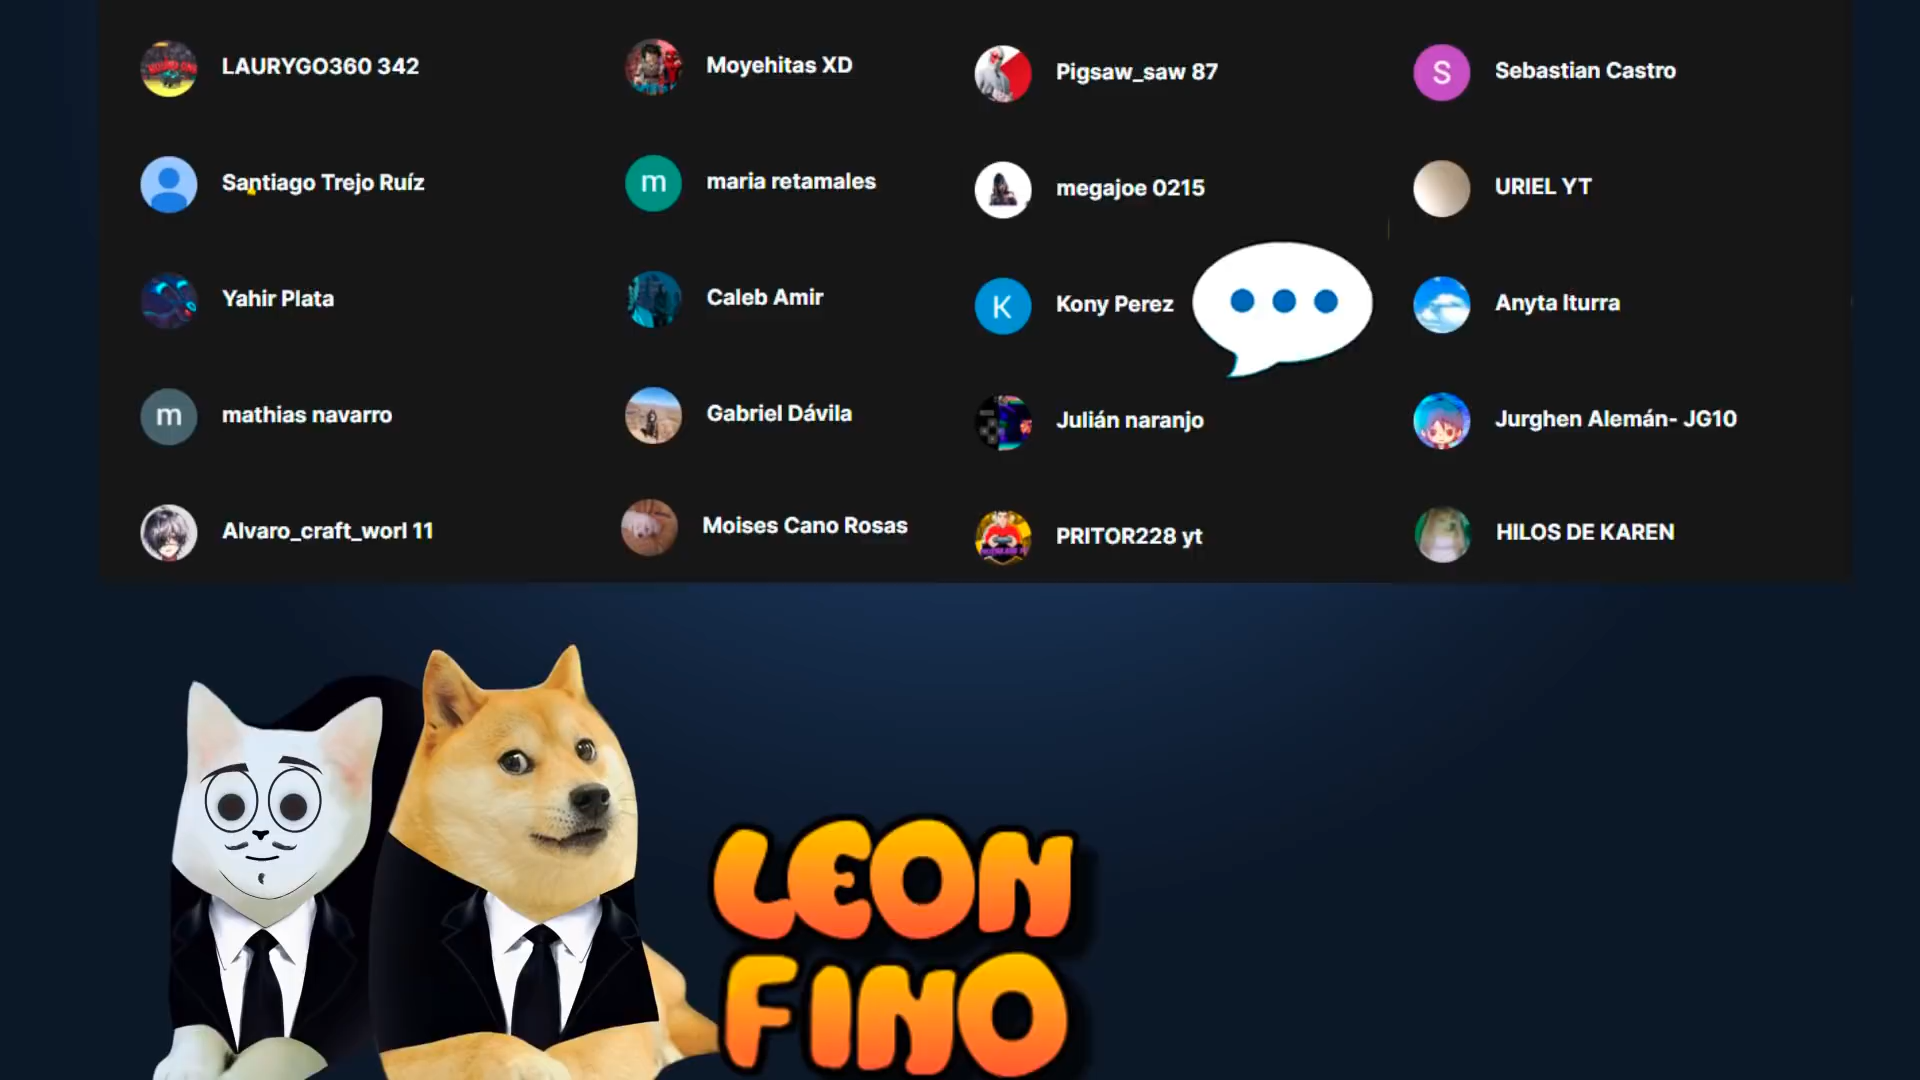 LAURYGO360 342
Moyehitas XD
Pigsaw_saw 87
S
Sebastian Castro
Santiago Trejo Ruíz
m
maria retamales
megajoe 0215
URIEL YT
Yahir Plata
Caleb Amir
K
Kony Perez
Anyta Iturra
m
mathias navarro
Gabriel Dávila
Julián naranjo
Jurghen Alemán- JG10
Alvaro_craft_worl 11
Moises Cano Rosas
PRITOR228 yt
HILOS DE KAREN
LEON
FINO